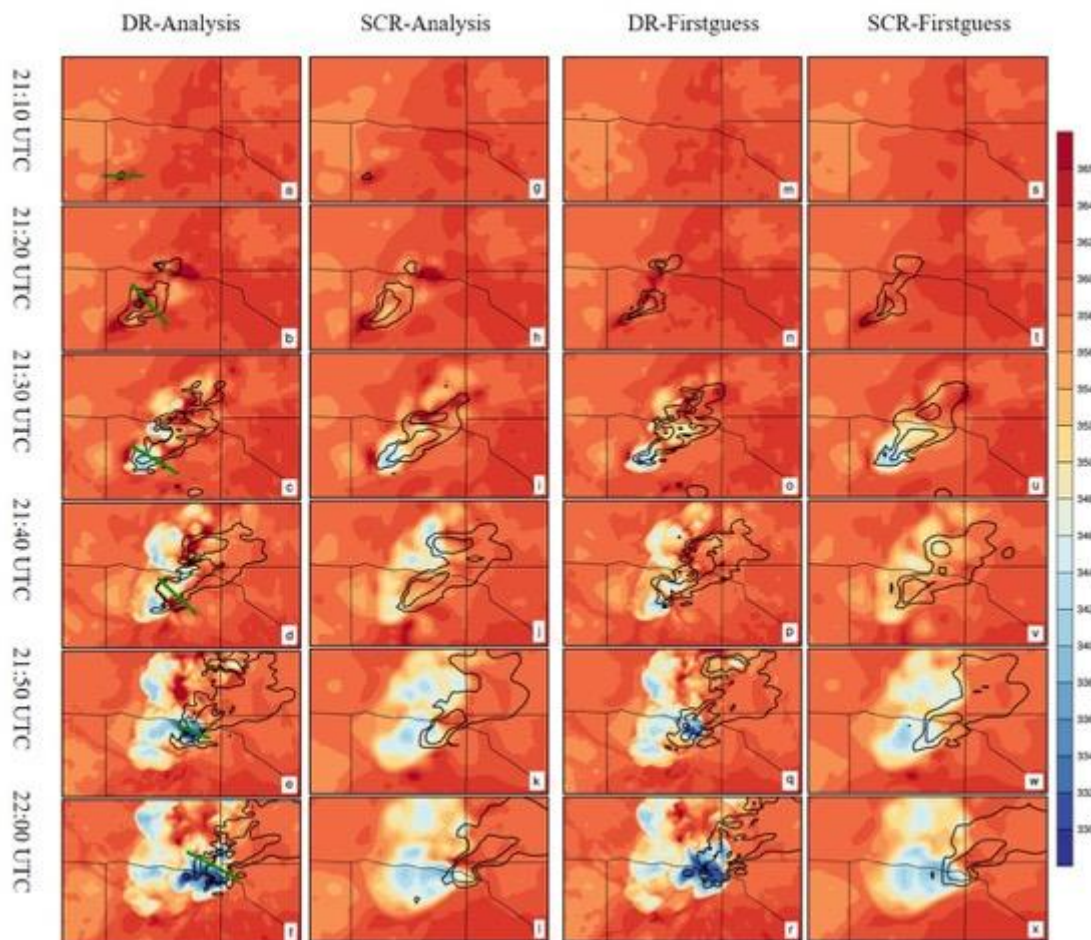 DR-Analysis SCR-Analysis DR-Firstguess SCR-Firstguess
21:10 UTC
a g m s
21:20 UTC
b h n t
21:30 UTC
c i o u
21:40 UTC
d j p v
21:50 UTC
e k q w
22:00 UTC
f l r x